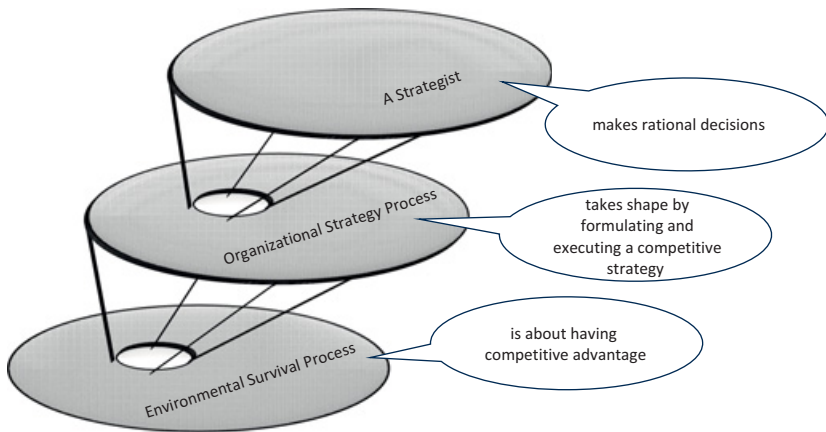 A Strategist
makes rational decisions
Organizational Strategy Process
takes shape by
formulating and
executing a competitive
strategy
Environmental Survival Process
is about having
competitive advantage